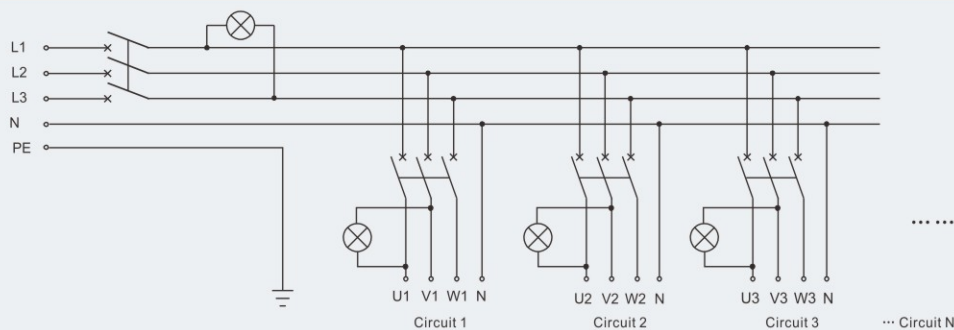 L1
L2
L3
N
PE
U1 V1 W1 N
U2 V2 W2 N
U3 V3 W3 N
Circuit 1
Circuit 2
Circuit 3
··· Circuit N